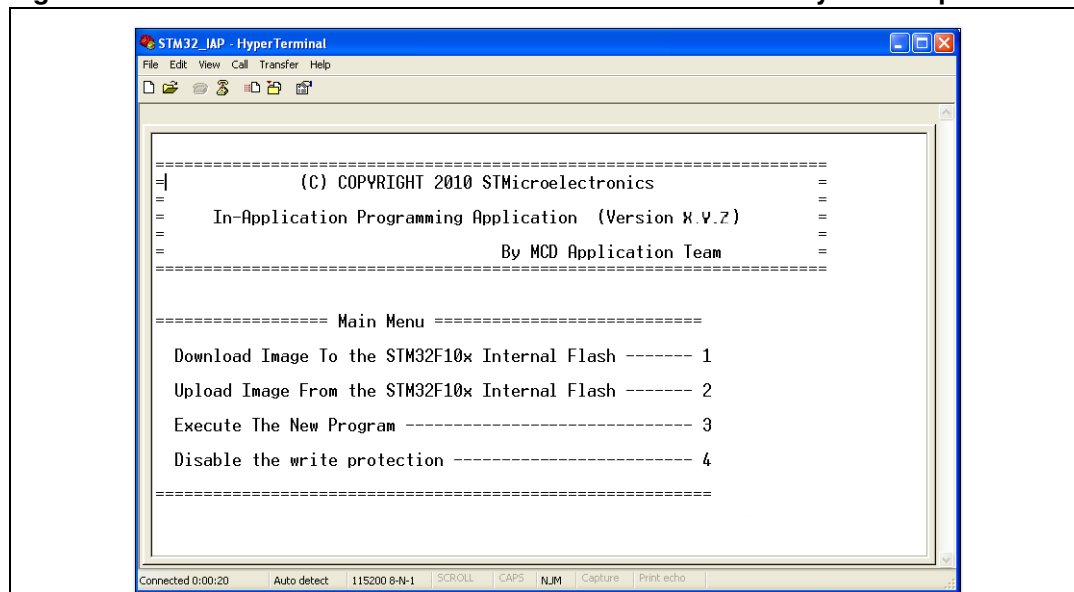 STM32_IAP - HyperTerminal
File Edit View Call Transfer Help
======================================================================
=| (C) COPYRIGHT 2010 STMicroelectronics =
= =
= In-Application Programming Application (Version X.Y.Z) =
= =
= By MCD Application Team =
======================================================================
================== Main Menu ============================
Download Image To the STM32F10x Internal Flash ------- 1
Upload Image From the STM32F10x Internal Flash ------- 2
Execute The New Program ------------------------------ 3
Disable the write protection ------------------------- 4
==========================================================
Connected 0:00:20 Auto detect 115200 8-N-1 SCROLL CAPS NUM Capture Print echo